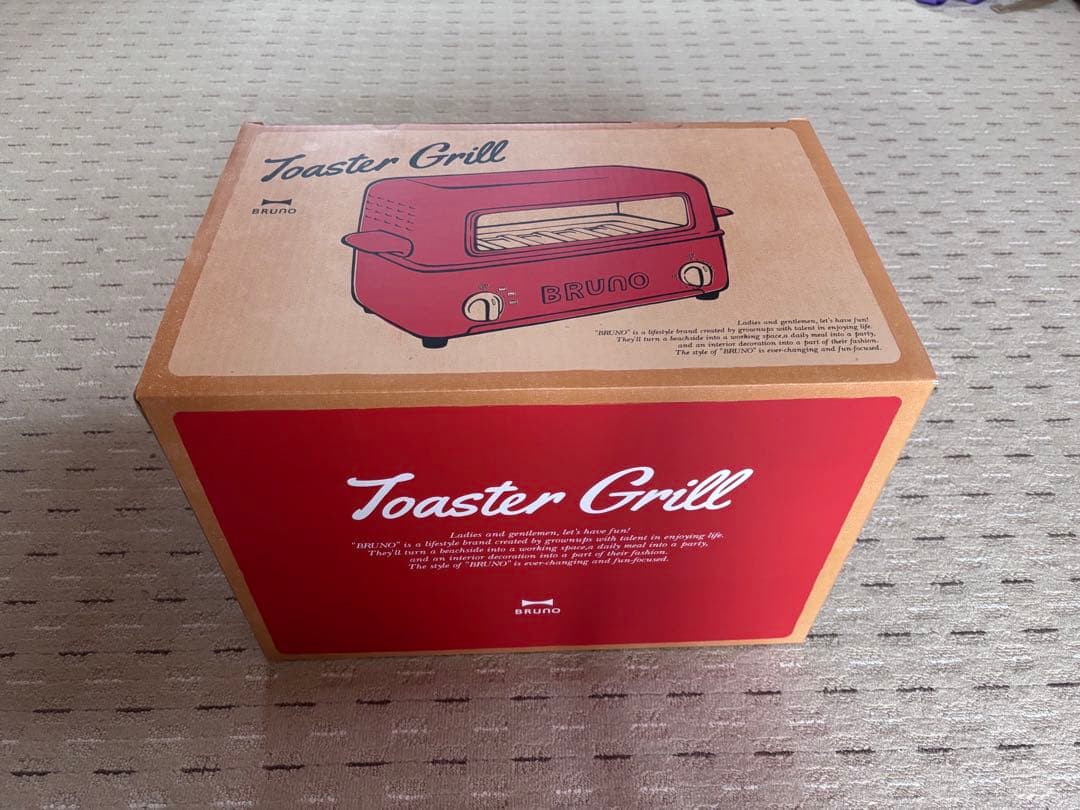 Toaster Grill
BRUNO
BRUNO
Ladies and gentlemen, let's have fun!
"BRUNO" is a lifestyle brand created by grownups with talent in enjoying life.
They'll turn a beachside into a working space,a daily meal into a party,
and an interior decoration into a part of their fashion.
The style of "BRUNO" is ever-changing and fun-focused.
Toaster Grill
Ladies and gentlemen, let's have fun!
"BRUNO" is a lifestyle brand created by grownups with talent in enjoying life.
They'll turn a beachside into a working space,a daily meal into a party,
and an interior decoration into a part of their fashion.
The style of "BRUNO" is ever-changing and fun-focused.
BRUNO